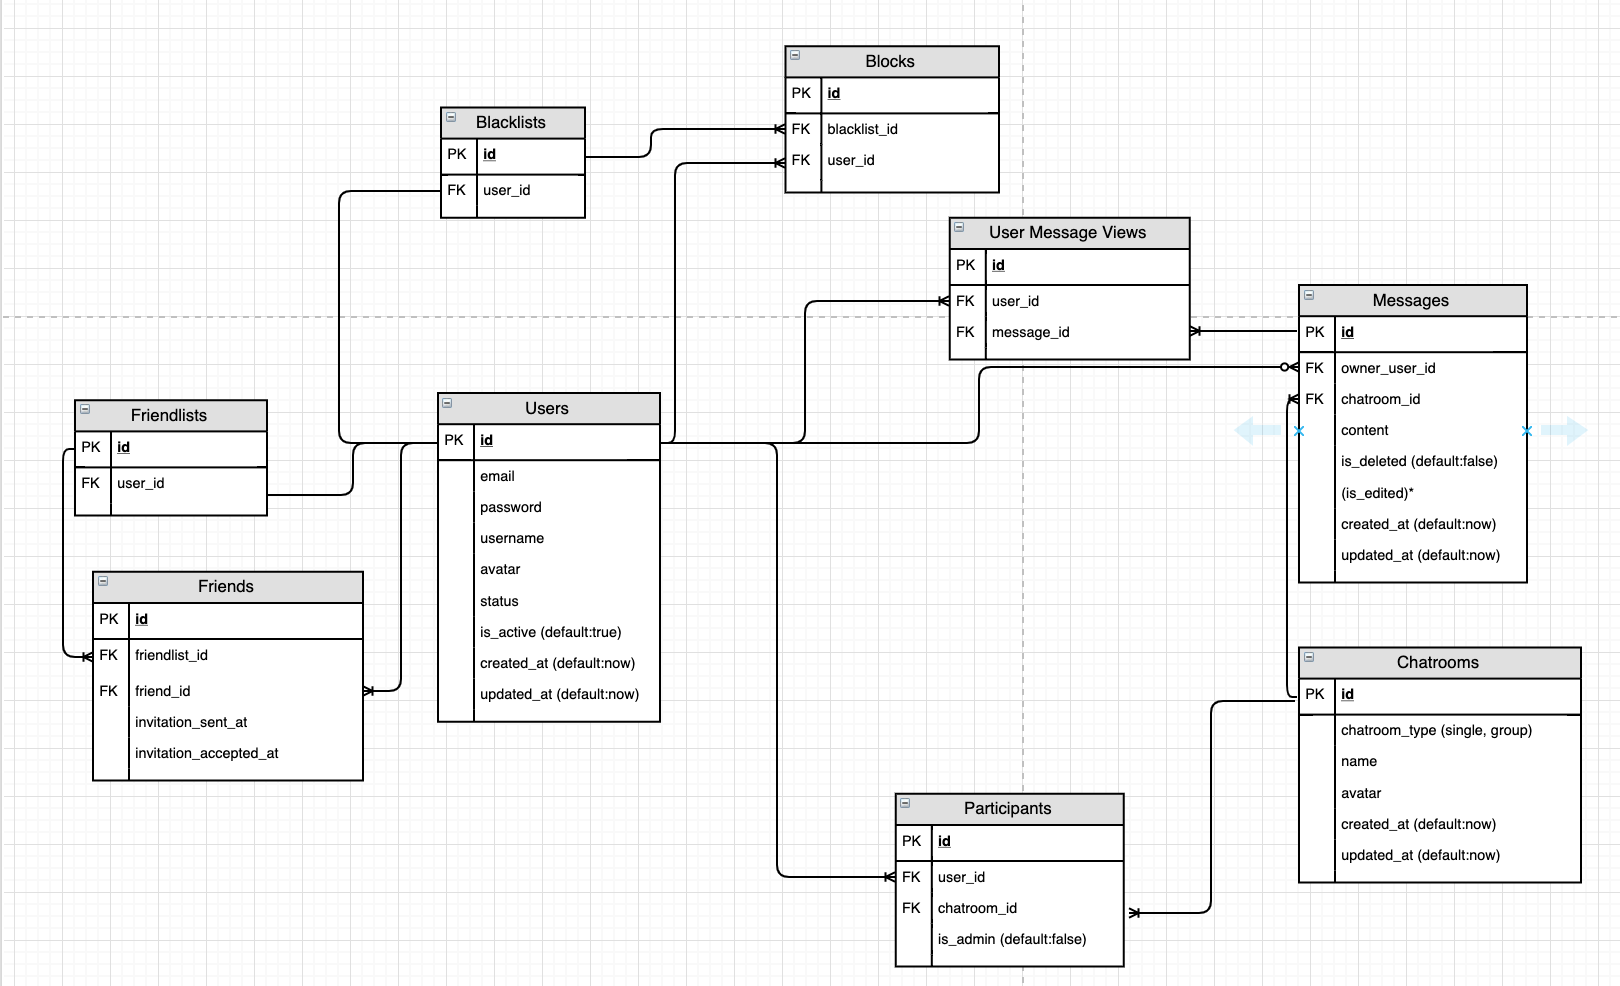 Blocks
PK id
FK blacklist_id
FK user_id
Blacklists
PK id
FK user_id
User Message Views
PK id
FK user_id
FK message_id
Messages
PK id
FK owner_user_id
FK chatroom_id
content
is_deleted (default:false)
(is_edited)*
created_at (default:now)
updated_at (default:now)
Friendlists
PK id
FK user_id
Users
PK id
email
password
username
avatar
status
is_active (default:true)
created_at (default:now)
updated_at (default:now)
Friends
PK id
FK friendlist_id
FK friend_id
invitation_sent_at
invitation_accepted_at
Chatrooms
PK id
chatroom_type (single, group)
name
avatar
created_at (default:now)
updated_at (default:now)
Participants
PK id
FK user_id
FK chatroom_id
is_admin (default:false)